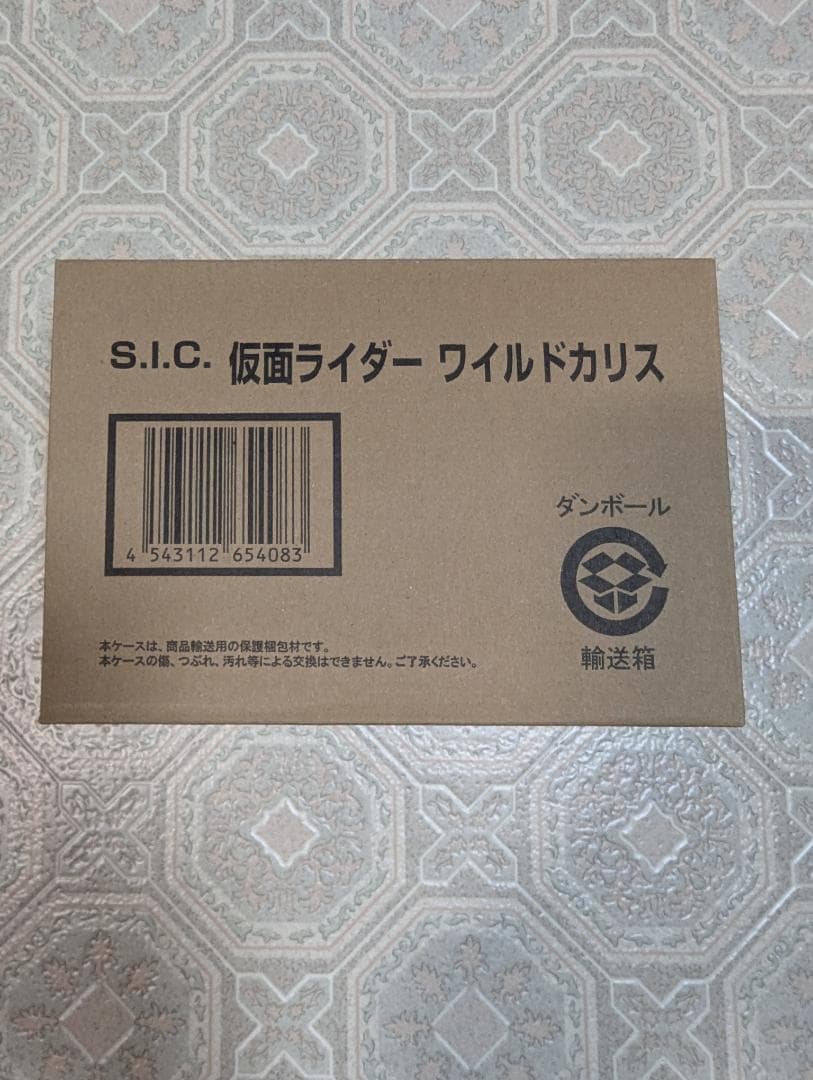 S.I.C. 仮面ライダー ワイルドカリス
4 543112 654083
ダンボール
輸送箱
本ケースは、商品輸送用の保護梱包材です。
本ケースの傷、つぶれ、汚れ等による交換はできません。ご了承ください。